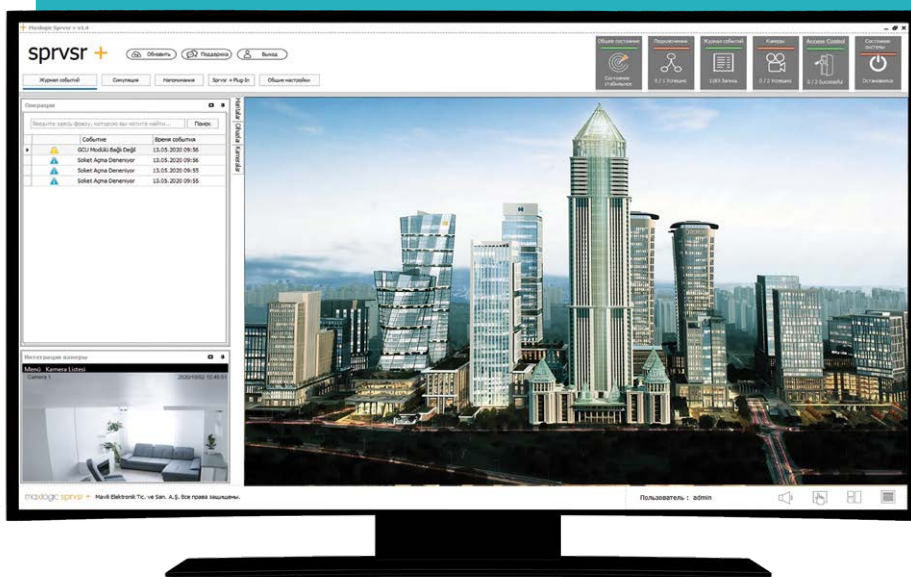 Maxlogic Sprvsr + v1.4
sprvsr +
Обновить
Поддержка
Выход
Журнал событий
Симуляция
Напоминания
Sprvsr + Plug-In
Общие настройки
Общее состояние
Состояние стабильное
Подключения
0 / 1 Успешно
Журнал событий
Запись
Камеры
0 / 2 Успешно
Access Control
0 / 2 Successful
Состояние системы
Остановился
Операции
Введите здесь фразу, которую вы хотите найти...
Поиск
Событие Время события
GCU Modülü Bağlı Değil 13.05.2020 09:56
Soket Açma Deneniyor 13.05.2020 09:56
Soket Açma Deneniyor 13.05.2020 09:55
Soket Açma Deneniyor 13.05.2020 09:55
Haritalar
Cihazlar
Kameralar
Интеграция камеры
Menü Kamera Listesi
Camera 1
maxlogic sprvsr +
Mavili Elektronik Tic. ve San. A.Ş. Все права защищены.
Пользователь : admin